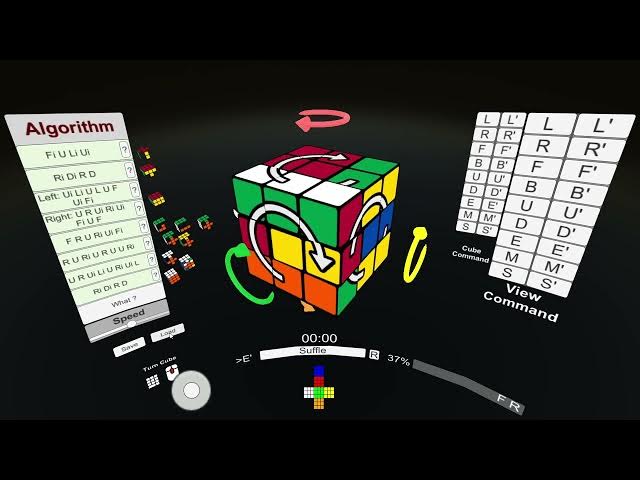 Algorithm
Fi U Li Ui ?
Ri Di R D ?
Left: Ui Li U L U F
Ui Fi
Right: U R Ui Ri Ui
Fi U F
F R U Ri Ui Fi ?
R U Ri U R U U Ri ?
U R Ui Li U Ri Ui L ?
Ri Di R D ?
What ?
Speed
Save
Load
Turn Cube
L L'
R R'
F F'
B B'
U U'
D D'
E E'
M M'
S S'
Cube
Command
L L'
R R'
F F'
B B'
U U'
D D'
E E'
M M'
S S'
View
Command
00:00
>E' Suffle R 37%
F R